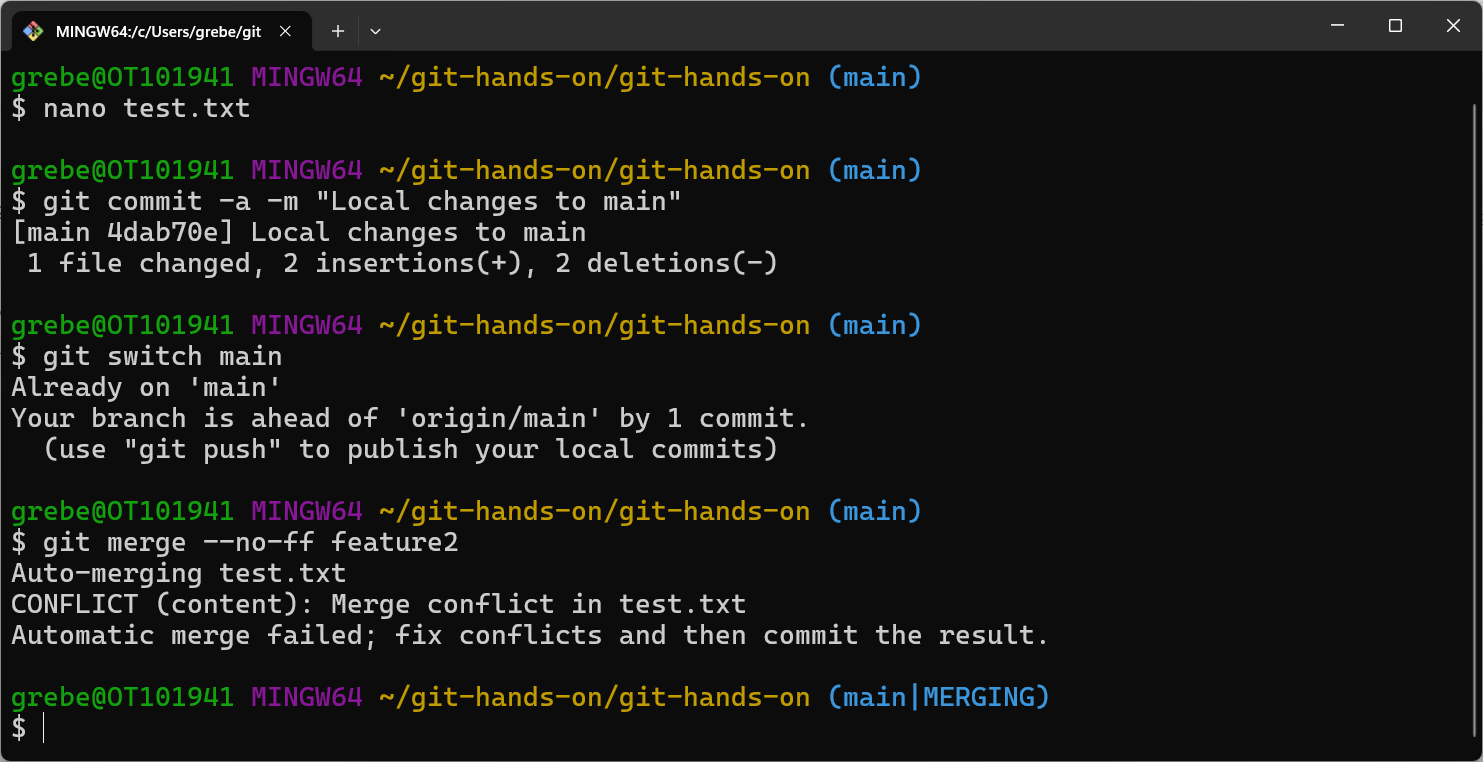 MINGW64:/c/Users/grebe/git
grebe@OT101941 MINGW64 ~/git-hands-on/git-hands-on (main)
$ nano test.txt
grebe@OT101941 MINGW64 ~/git-hands-on/git-hands-on (main)
$ git commit -a -m "Local changes to main"
[main 4dab70e] Local changes to main
 1 file changed, 2 insertions(+), 2 deletions(-)
grebe@OT101941 MINGW64 ~/git-hands-on/git-hands-on (main)
$ git switch main
Already on 'main'
Your branch is ahead of 'origin/main' by 1 commit.
  (use "git push" to publish your local commits)
grebe@OT101941 MINGW64 ~/git-hands-on/git-hands-on (main)
$ git merge --no-ff feature2
Auto-merging test.txt
CONFLICT (content): Merge conflict in test.txt
Automatic merge failed; fix conflicts and then commit the result.
grebe@OT101941 MINGW64 ~/git-hands-on/git-hands-on (main|MERGING)
$